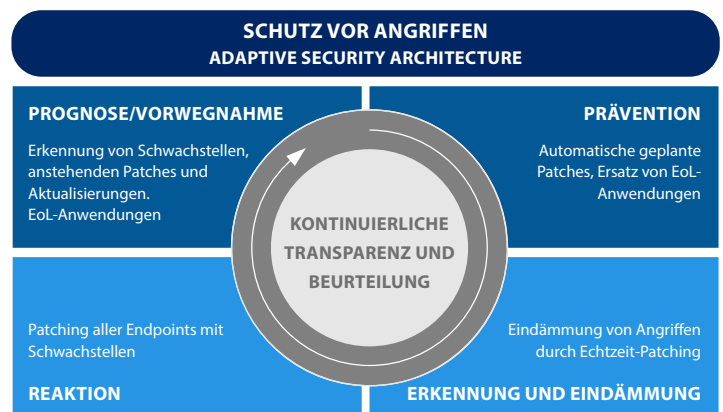 SCHUTZ VOR ANGRIFFEN
ADAPTIVE SECURITY ARCHITECTURE
PROGNOSE/VORWEGNAHME
Erkennung von Schwachstellen,
anstehenden Patches und
Aktualisierungen.
EoL-Anwendungen
PRÄVENTION
Automatische geplante
Patches, Ersatz von EoL-
Anwendungen
KONTINUIERLICHE
TRANSPARENZ UND
BEURTEILUNG
Patching aller Endpoints mit
Schwachstellen
REAKTION
Eindämmung von Angriffen
durch Echtzeit-Patching
ERKENNUNG UND EINDÄMMUNG